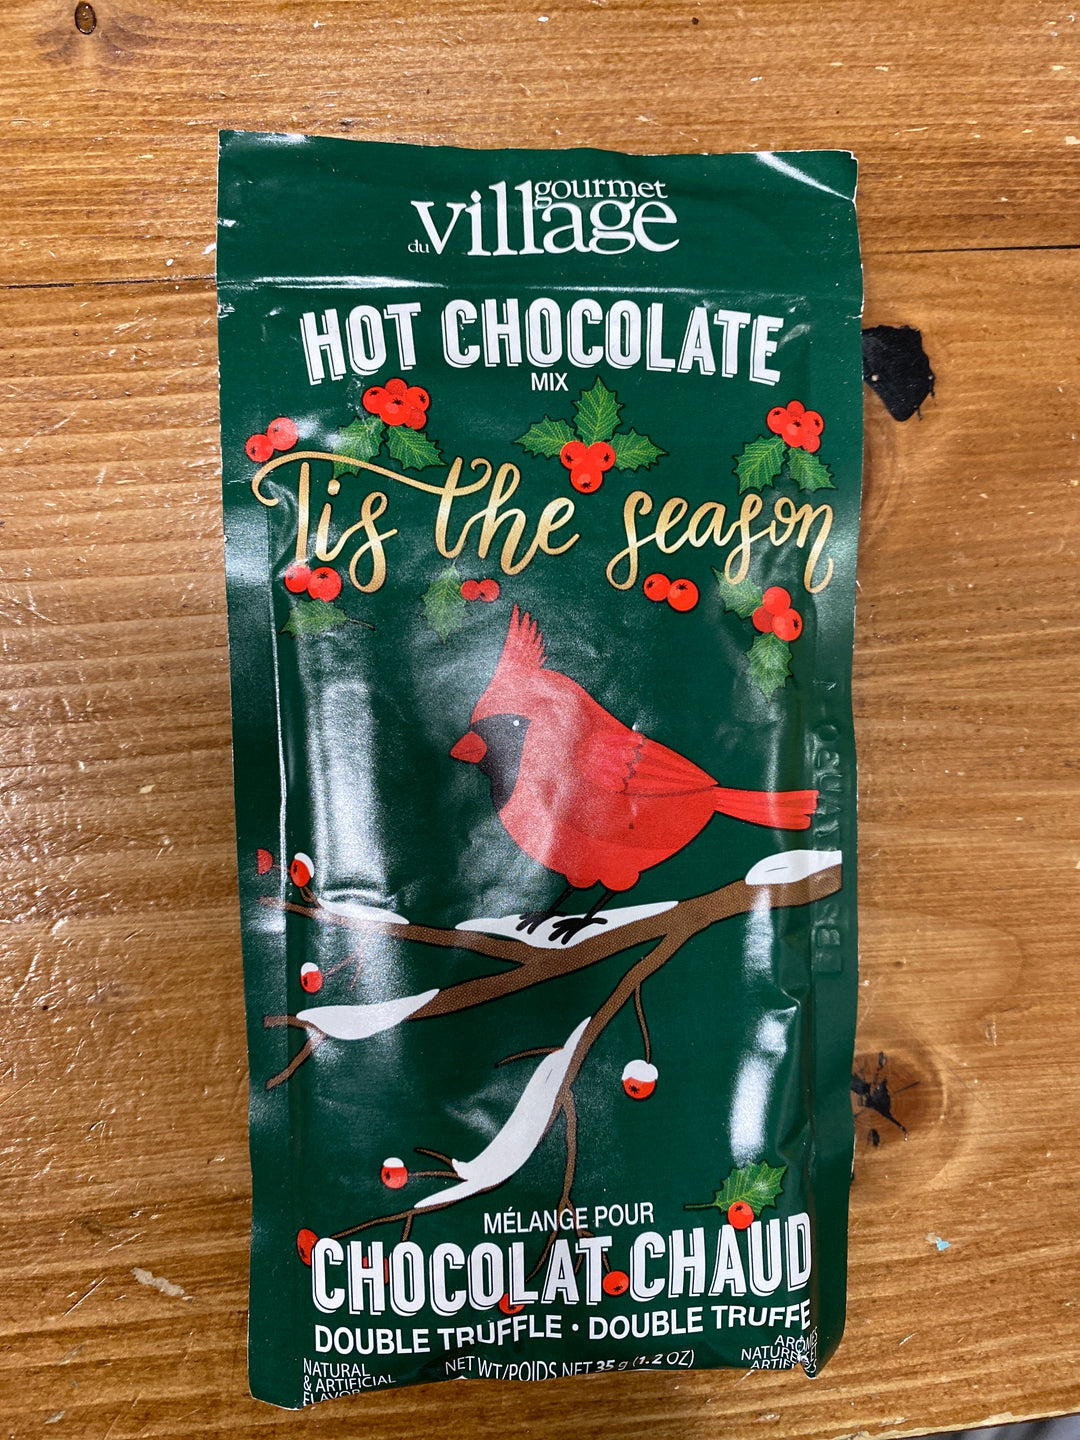 gourmet
du village
HOT CHOCOLATE
MIX
Tis the season
MÉLANGE POUR
CHOCOLAT CHAUD
DOUBLE TRUFFLE • DOUBLE TRUFFE
NATURAL
& ARTIFICIAL
FLAVOR
NET WT/POIDS NET 35 g (1.2 OZ)